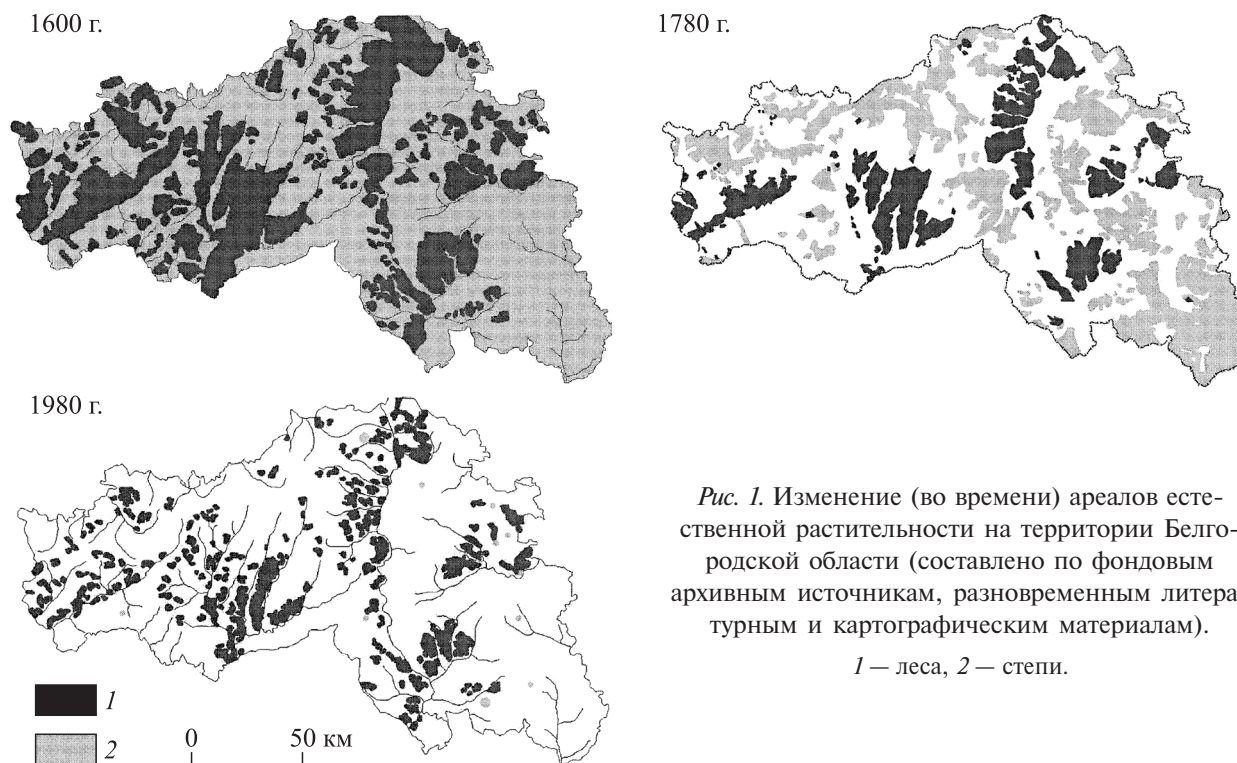 1600 г.
1780 г.
1980 г.
1
2
0
50 км
Рис. 1. Изменение (во времени) ареалов есте-
ственной растительности на территории Белго-
родской области (составлено по фондовым
архивным источникам, разновременным литера
турным и картографическим материалам).
1 — леса, 2 — степи.